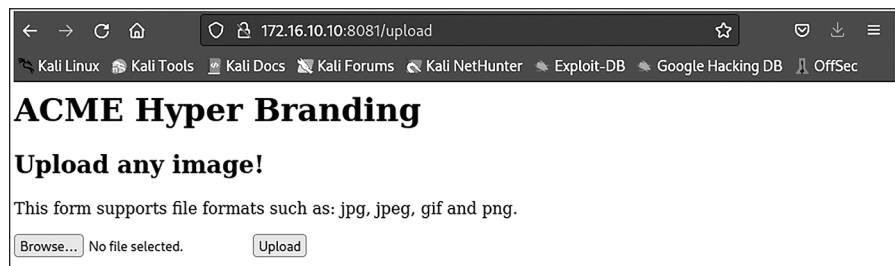 172.16.10.10:8081/upload
Kali Linux Kali Tools Kali Docs Kali Forums Kali NetHunter Exploit-DB Google Hacking DB OffSec
ACME Hyper Branding
Upload any image!
This form supports file formats such as: jpg, jpeg, gif and png.
Browse... No file selected. Upload